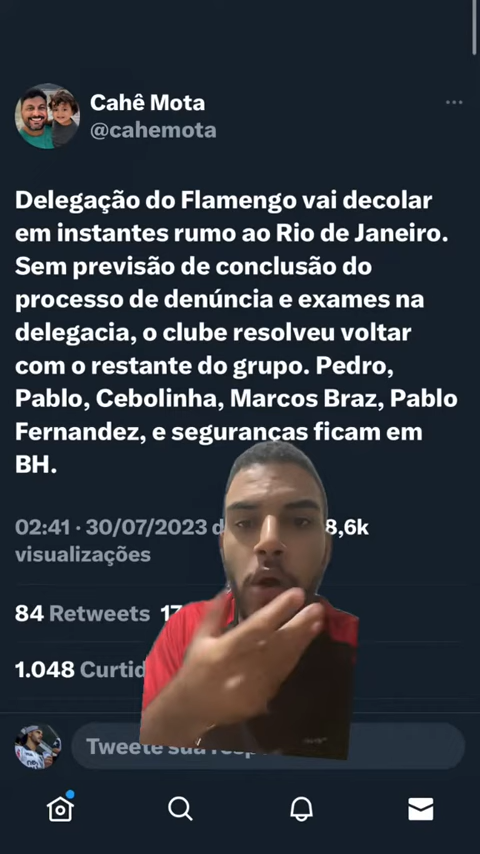 Cahê Mota
@cahemota
Delegação do Flamengo vai decolar
em instantes rumo ao Rio de Janeiro.
Sem previsão de conclusão do
processo de denúncia e exames na
delegacia, o clube resolveu voltar
com o restante do grupo. Pedro,
Pablo, Cebolinha, Marcos Braz, Pablo
Fernandez, e seguranças ficam em
BH.
02:41 · 30/07/2023 8,6k
visualizações
84 Retweets
1.048
Tweete